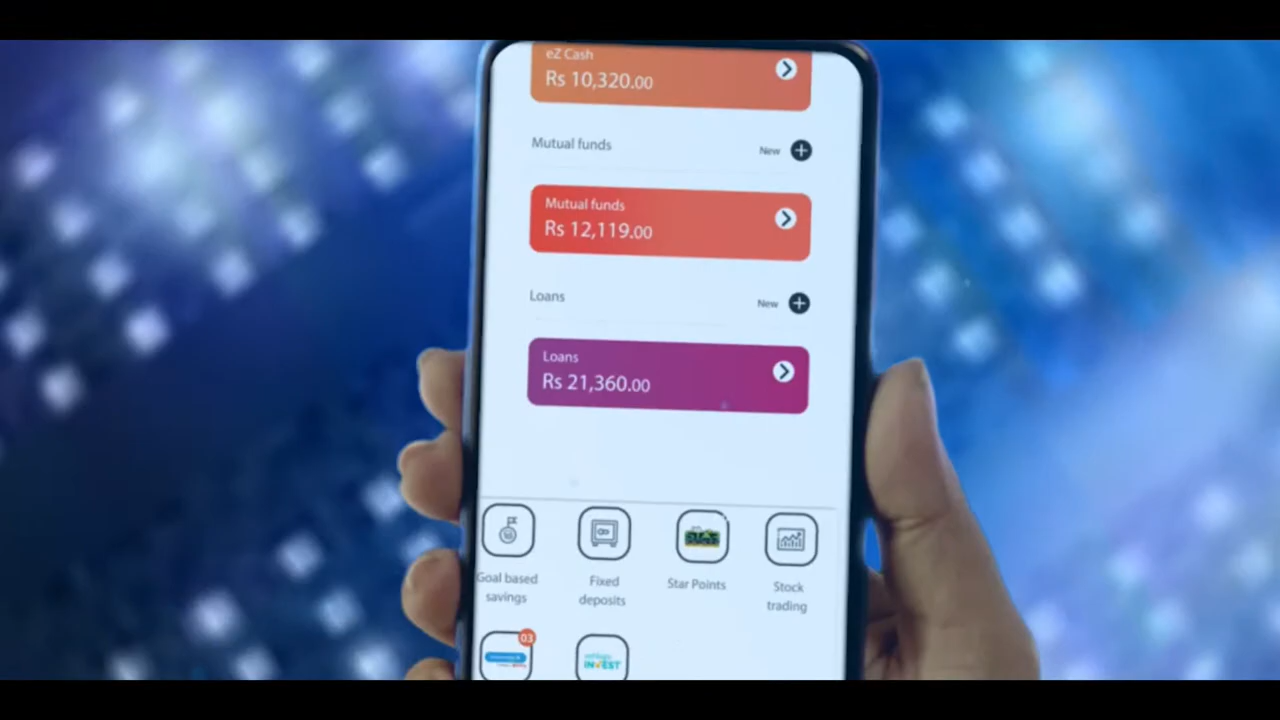 eZ Cash
Rs 10,320.00
Mutual funds
New
Mutual funds
Rs 12,119.00
Loans
New
Loans
Rs 21,360.00
Goal based
savings
Fixed
deposits
Star Points
Stock
trading
03
INVEST